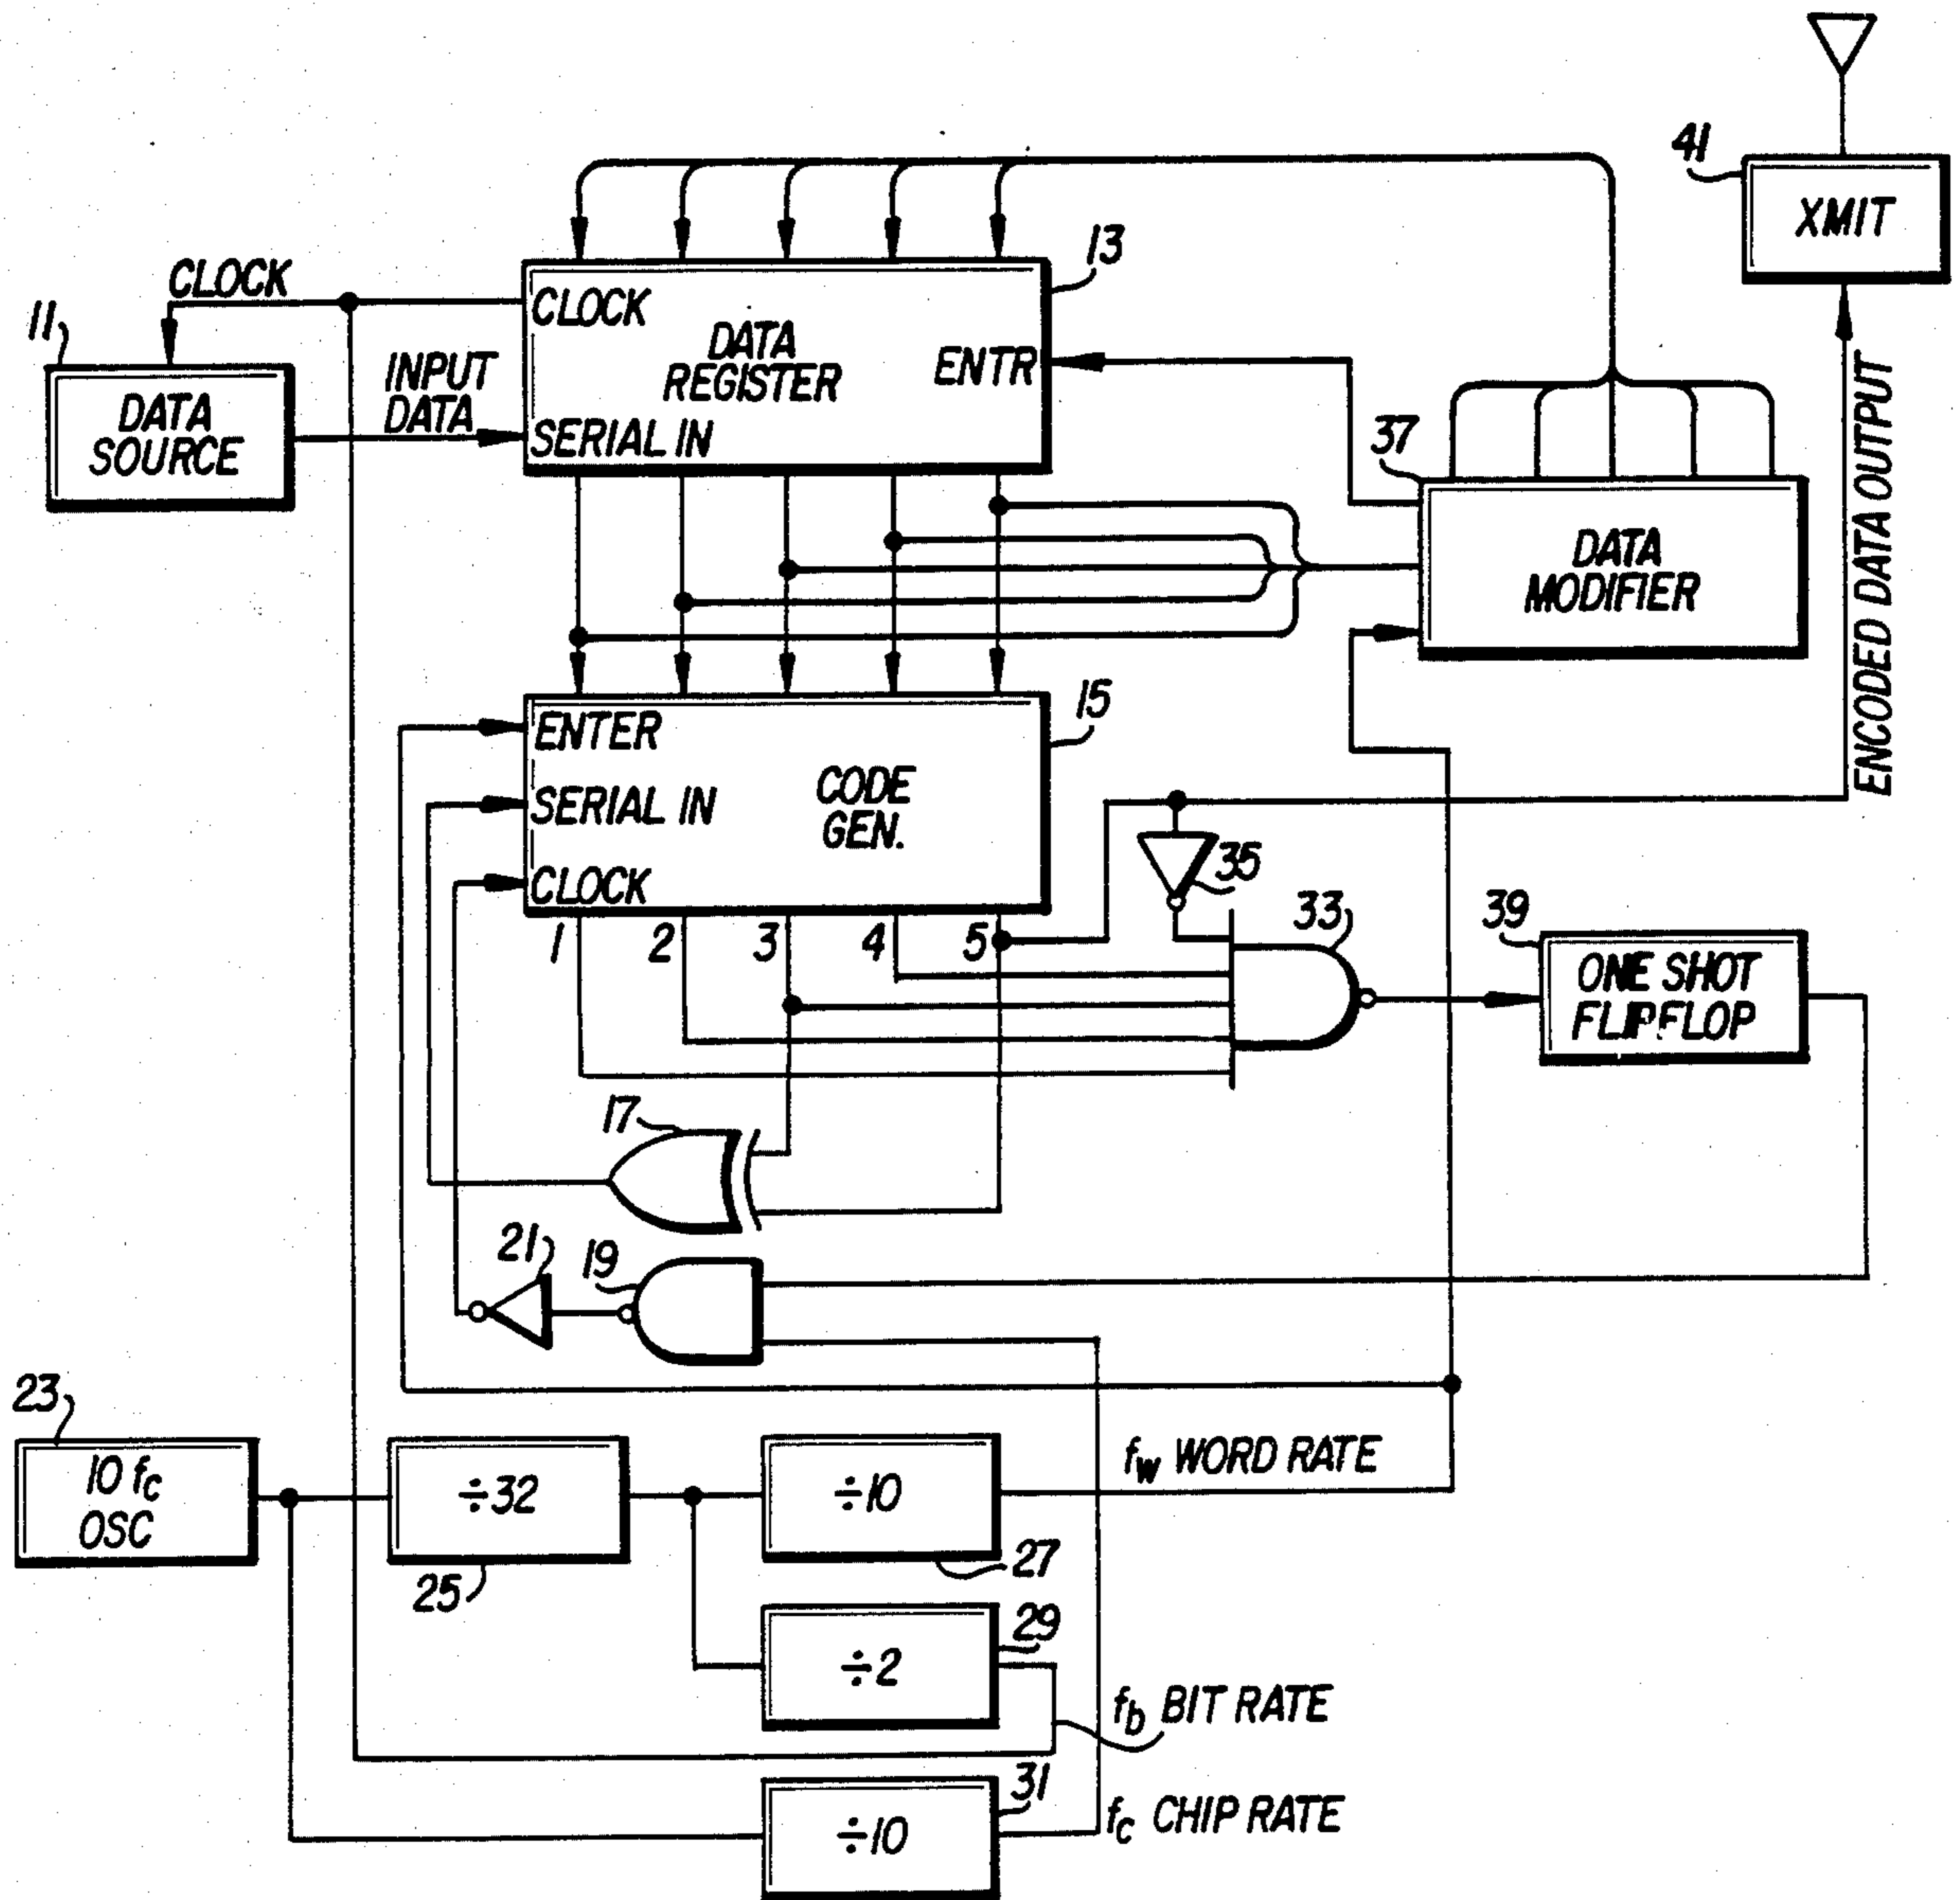 41
XMIT
13
CLOCK
11
CLOCK
DATA
REGISTER
ENTR
INPUT
DATA
SERIAL IN
DATA
SOURCE
37
DATA
MODIFIER
ENCODED DATA OUTPUT
15
ENTER
SERIAL IN
CODE
GEN.
CLOCK
35
33
39
1
2
3
4
5
ONE SHOT
FLIPFLOP
17
21
19
23
10 fc
OSC
÷32
÷10
fw WORD RATE
25
27
29
÷2
fb BIT RATE
31
÷10
fc CHIP RATE